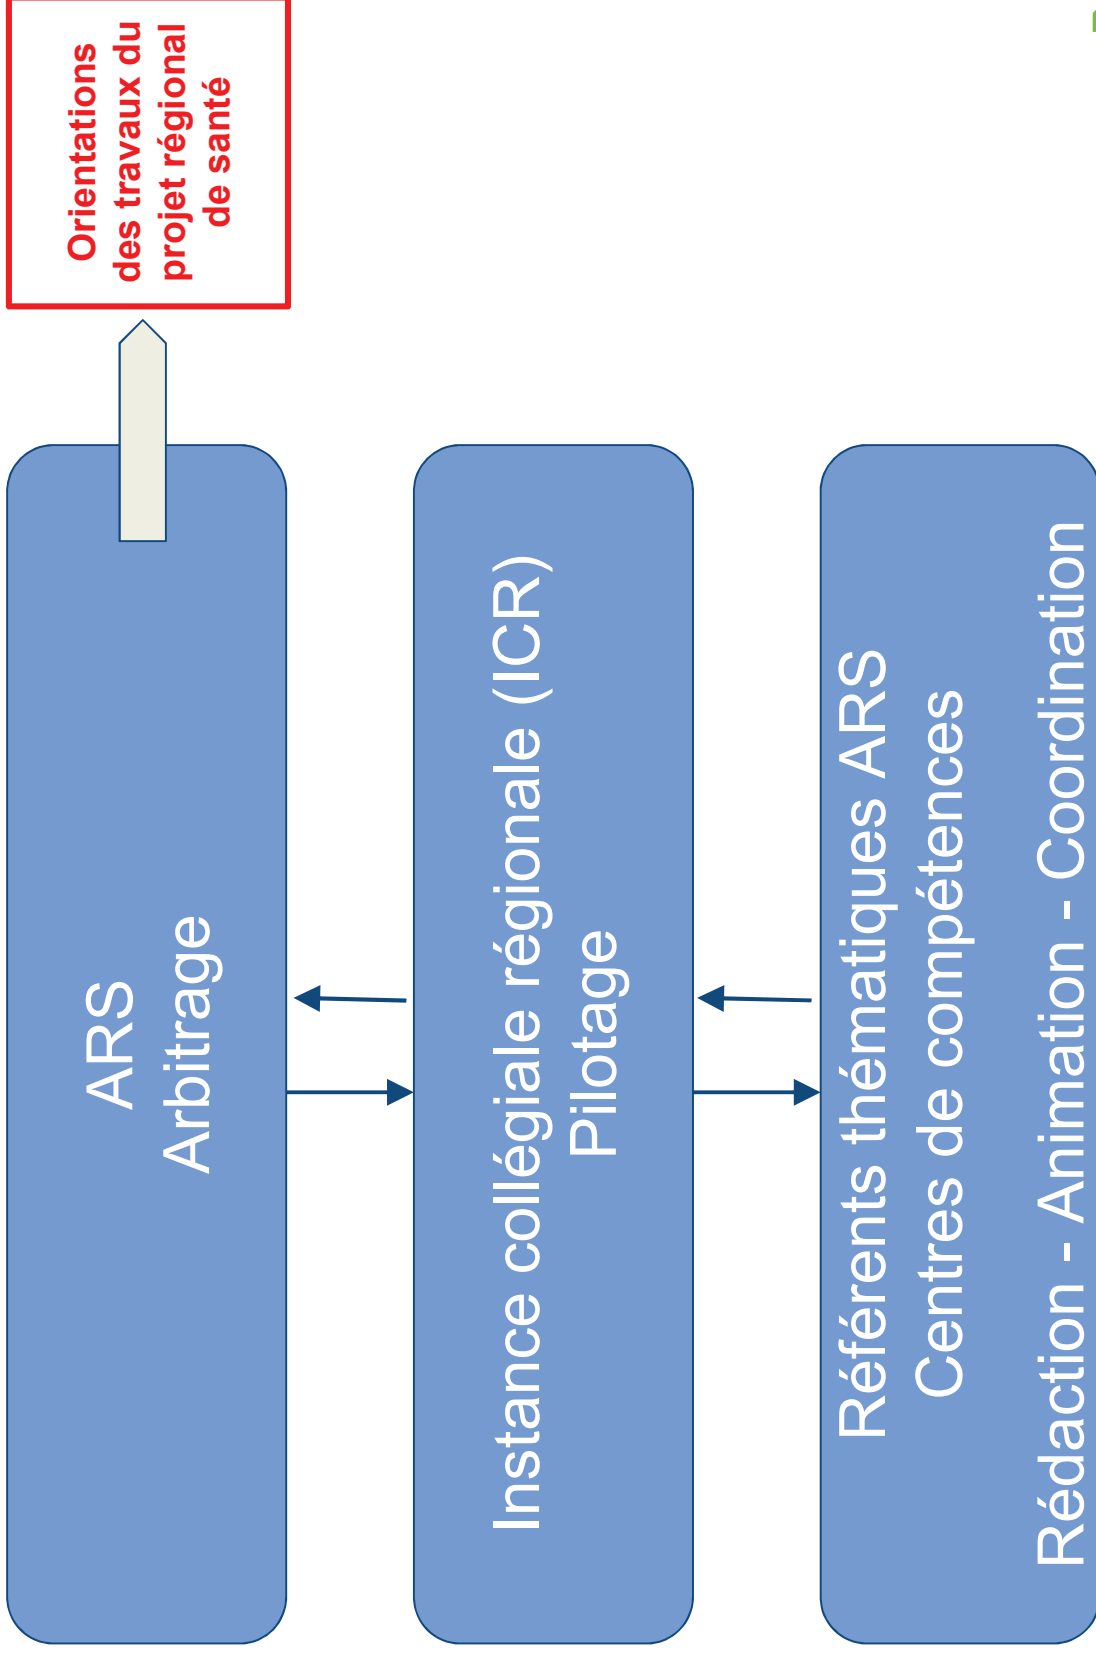 Orientations
des travaux du
projet régional
de santé
ARS
Arbitrage
Instance collégiale régionale (ICR)
Pilotage
Référents thématiques ARS
Centres de compétences
Rédaction - Animation - Coordination